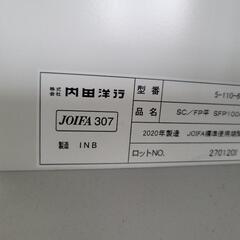 株式会社 内田洋行
JOIFA 307
製造 INB
型番 5-110-6
品名 SC/FP平 SFP100
2020年製造 JOIFA標準使用期間
ロットNO. 2701201